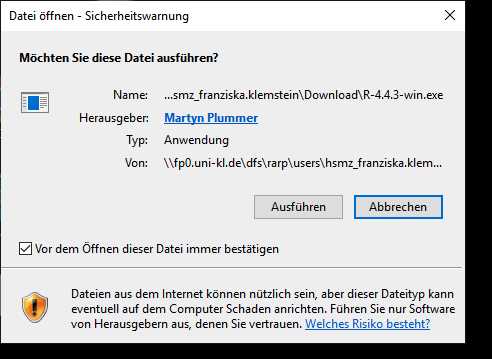 Datei öffnen - Sicherheitswarnung
Möchten Sie diese Datei ausführen?
Name: ...smz_franziska.klemstein\Download\R-4.4.3-win.exe
Herausgeber: Martyn Plummer
Typ: Anwendung
Von: \\fp0.uni-kl.de\dfs\rarp\users\hsmz_franziska.klem...
Ausführen Abbrechen
Vor dem Öffnen dieser Datei immer bestätigen
Dateien aus dem Internet können nützlich sein, aber dieser Dateityp kann
eventuell auf dem Computer Schaden anrichten. Führen Sie nur Software
von Herausgebern aus, denen Sie vertrauen. Welches Risiko besteht?